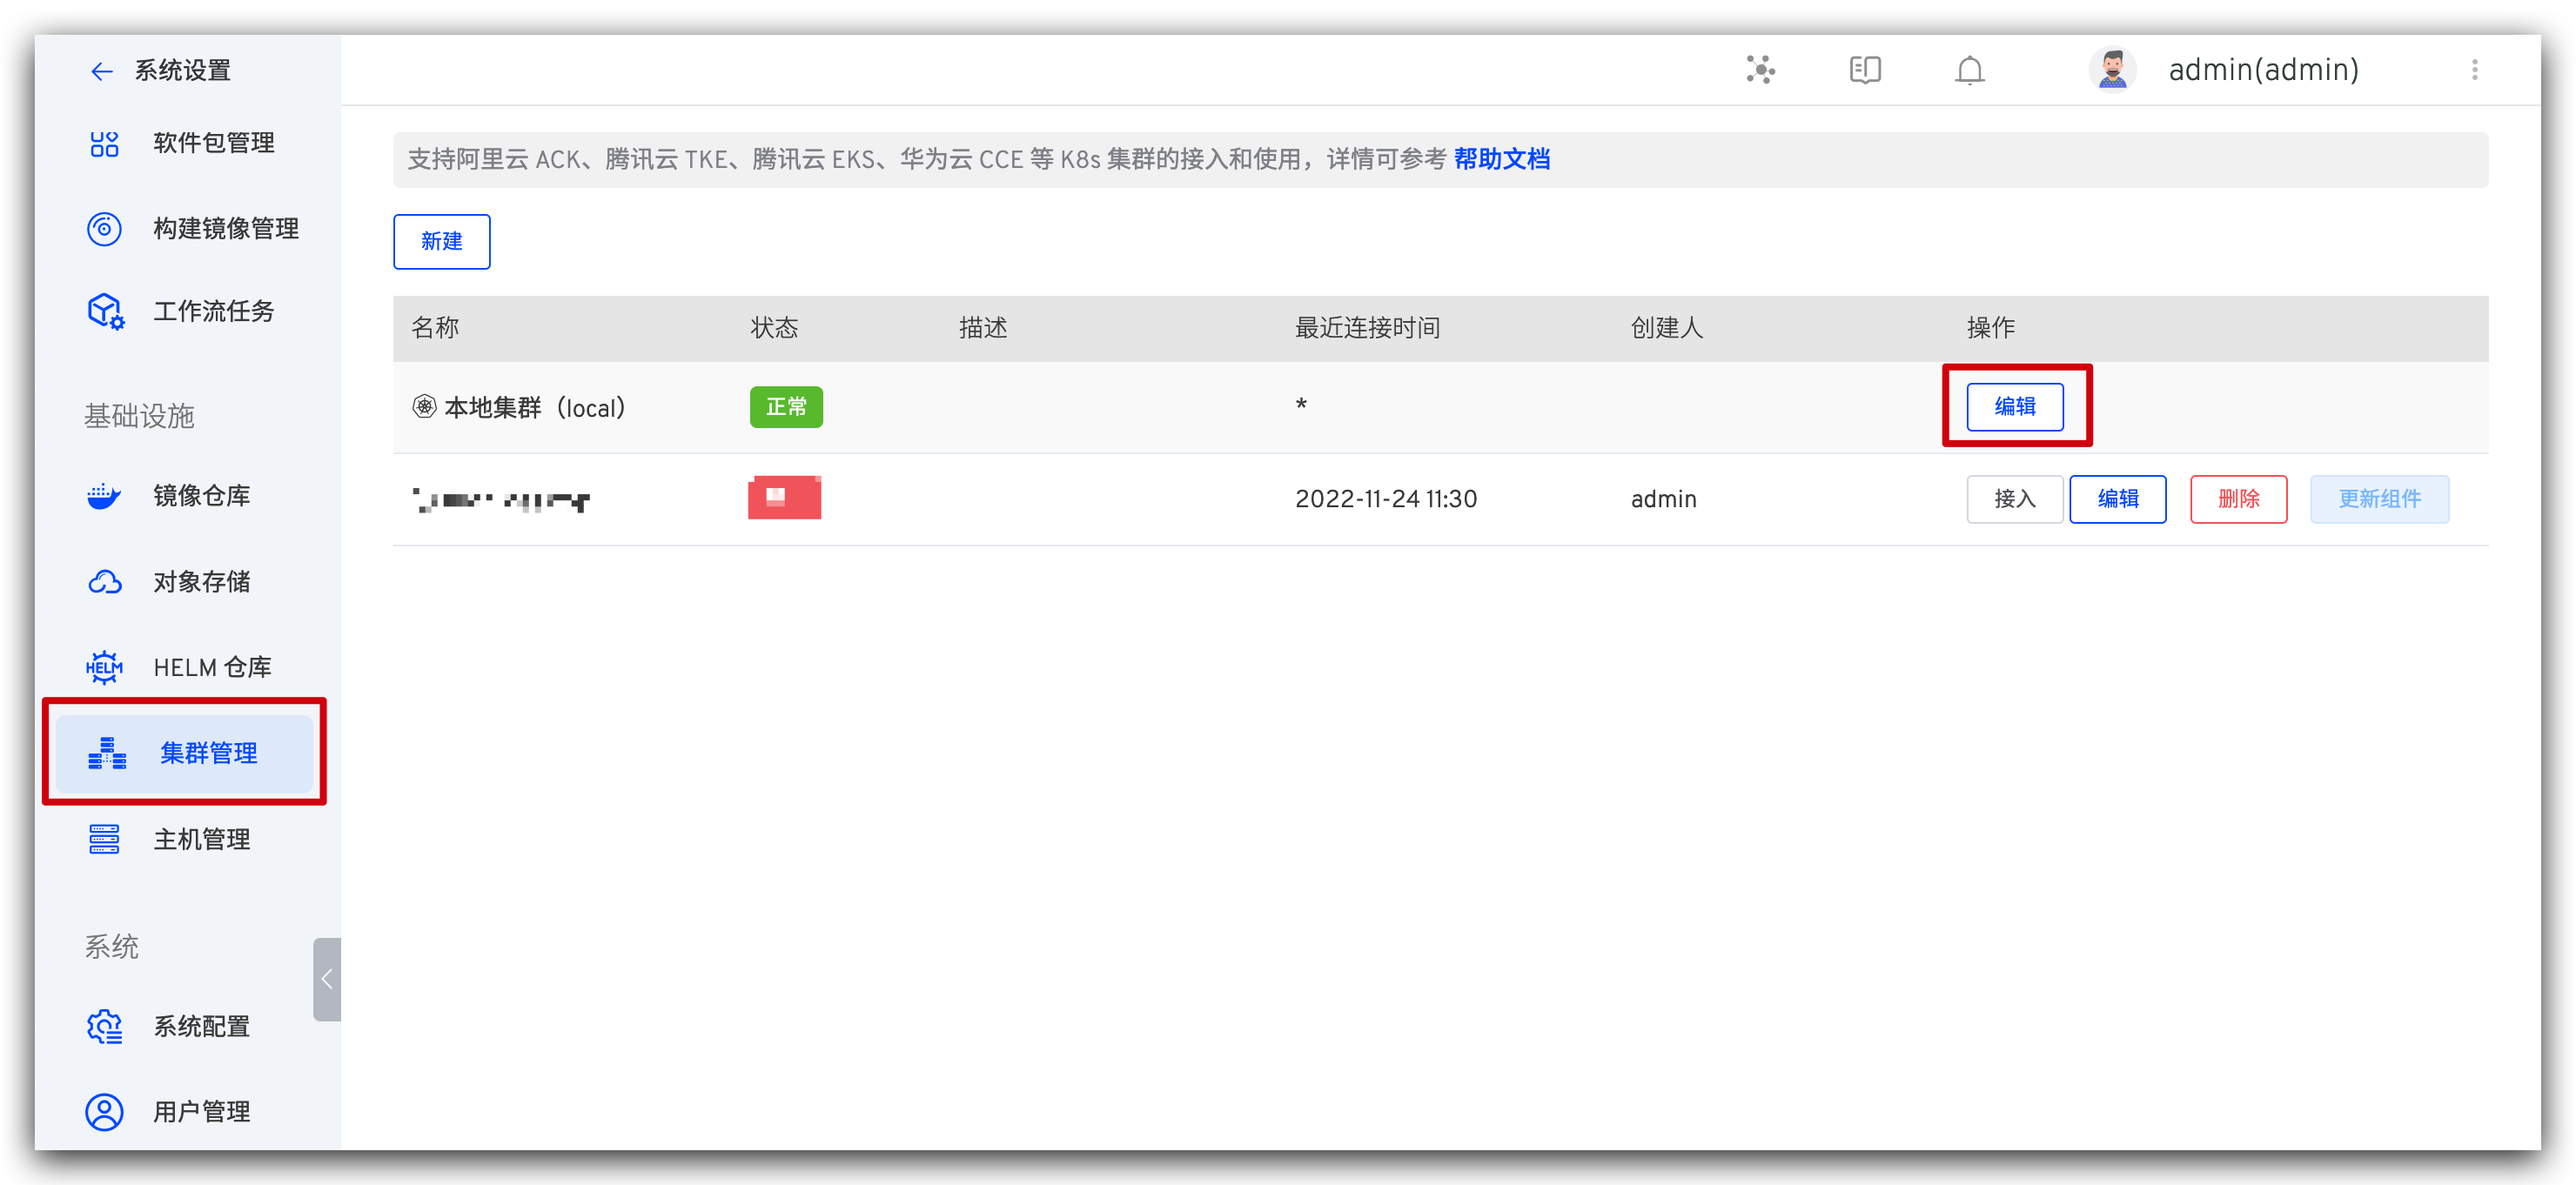 系统设置
admin(admin)
软件包管理
构建镜像管理
工作流任务
基础设施
镜像仓库
对象存储
HELM
HELM 仓库
集群管理
主机管理
系统
系统配置
用户管理
支持阿里云 ACK、腾讯云 TKE、腾讯云 EKS、华为云 CCE 等 K8s 集群的接入和使用，详情可参考 帮助文档
新建
名称 状态 描述 最近连接时间 创建人 操作
本地集群（local） 正常 * 编辑
2022-11-24 11:30 admin 接入 编辑 删除 更新组件